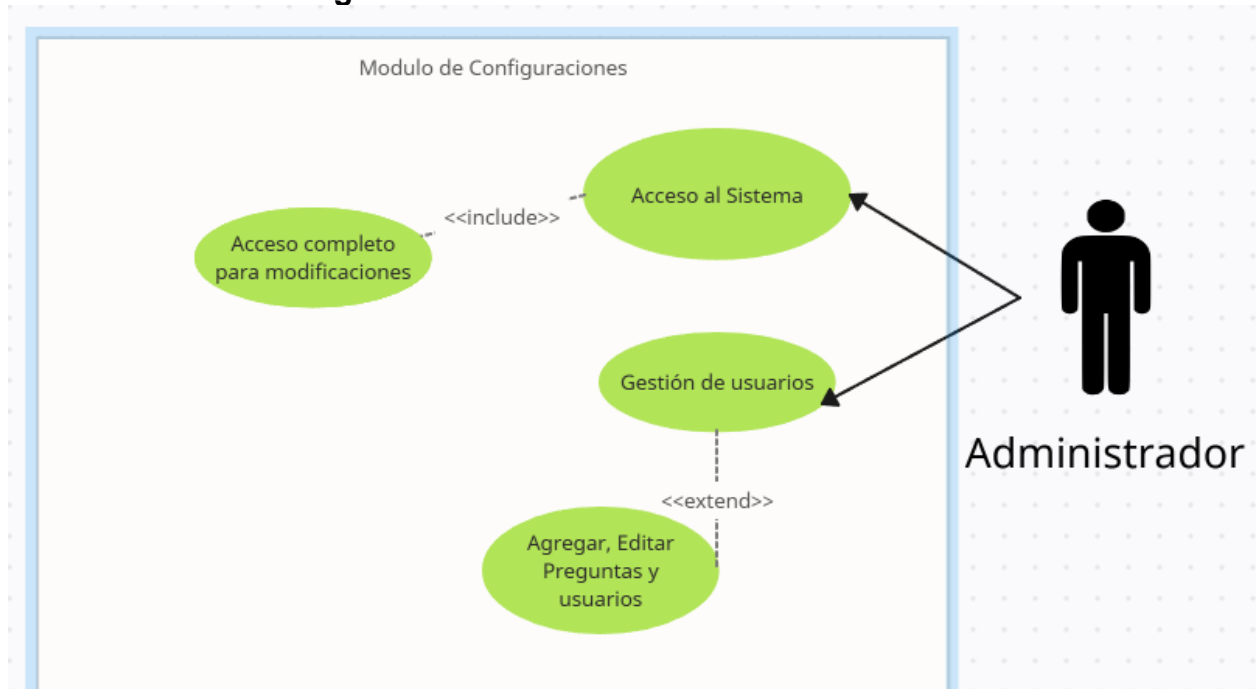 Modulo de Configuraciones
Acceso al Sistema
<<include>>
Acceso completo
para modificaciones
Gestión de usuarios
Administrador
<<extend>>
Agregar, Editar
Preguntas y
usuarios